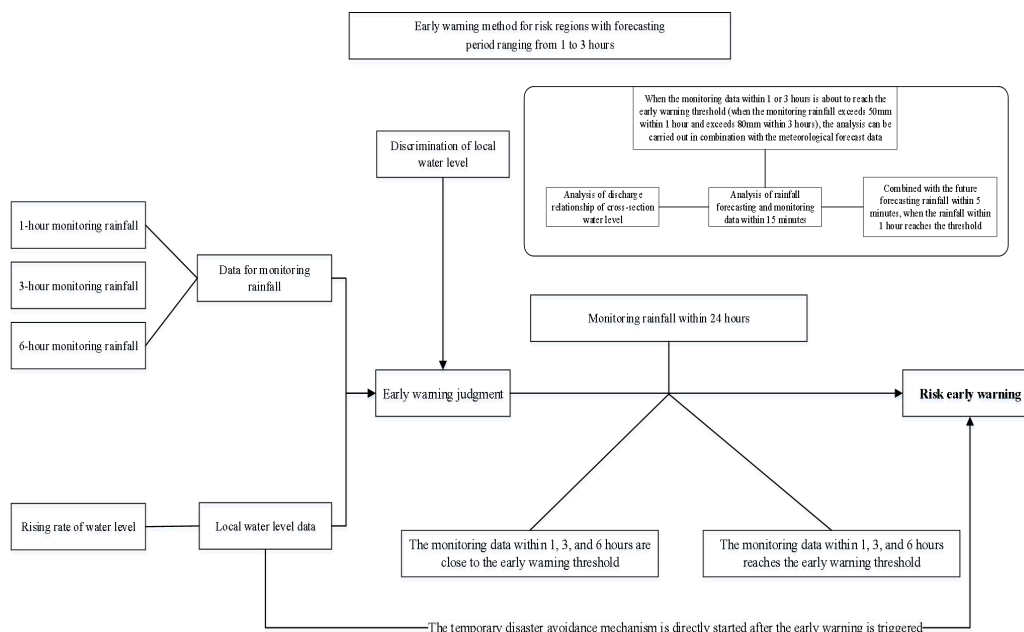 Early warning method for risk regions with forecasting
period ranging from 1 to 3 hours
When the monitoring data within 1 or 3 hours is about to reach the
early warning threshold (when the monitoring rainfall exceeds 50mm
within 1 hour and exceeds 80mm within 3 hours), the analysis can be
carried out in combination with the meteorological forecast data
Discrimination of local
water level
Analysis of discharge
relationship of cross-section
water level
Analysis of rainfall
forecasting and monitoring
data within 15 minutes
Combined with the future
forecasting rainfall within 5
minutes, when the rainfall within
1 hour reaches the threshold
1-hour monitoring rainfall
3-hour monitoring rainfall
6-hour monitoring rainfall
Data for monitoring
rainfall
Monitoring rainfall within 24 hours
Early warning judgment
Risk early warning
Rising rate of water level
Local water level data
The monitoring data within 1, 3, and 6 hours are
close to the early warning threshold
The monitoring data within 1, 3, and 6 hours
reaches the early warning threshold
The temporary disaster avoidance mechanism is directly started after the early warning is triggered